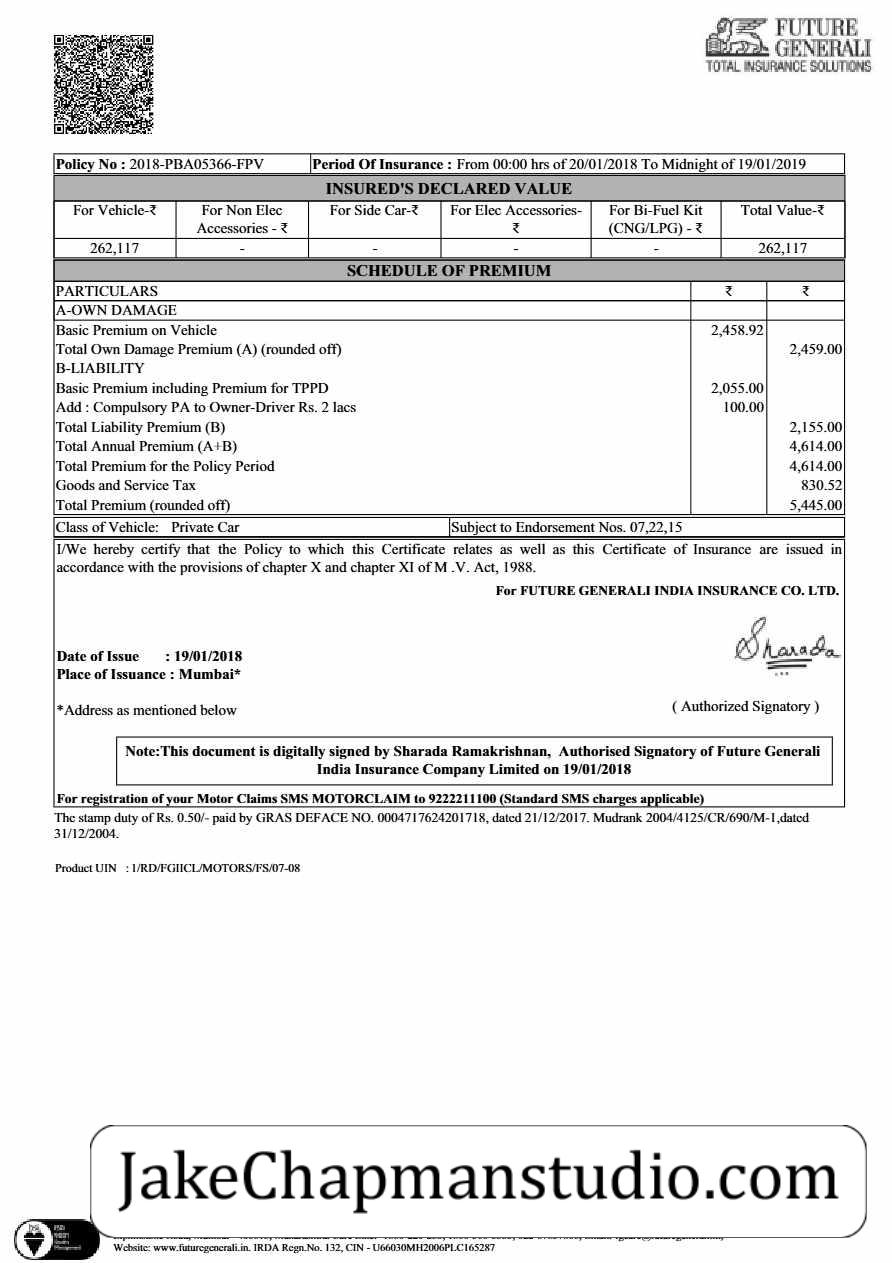 FUTURE
GENERALI
TOTAL INSURANCE SOLUTIONS
Policy No : 2018-PBA05366-FPV Period Of Insurance : From 00:00 hrs of 20/01/2018 To Midnight of 19/01/2019
INSURED'S DECLARED VALUE
For Vehicle-₹ For Non Elec Accessories - ₹ For Side Car-₹ For Elec Accessories-₹ For Bi-Fuel Kit (CNG/LPG) - ₹ Total Value-₹
262,117 - - - - 262,117
SCHEDULE OF PREMIUM
PARTICULARS ₹ ₹
A-OWN DAMAGE
Basic Premium on Vehicle 2,458.92
Total Own Damage Premium (A) (rounded off) 2,459.00
B-LIABILITY
Basic Premium including Premium for TPPD 2,055.00
Add : Compulsory PA to Owner-Driver Rs. 2 lacs 100.00
Total Liability Premium (B) 2,155.00
Total Annual Premium (A+B) 4,614.00
Total Premium for the Policy Period 4,614.00
Goods and Service Tax 830.52
Total Premium (rounded off) 5,445.00
Class of Vehicle: Private Car Subject to Endorsement Nos. 07,22,15
I/We hereby certify that the Policy to which this Certificate relates as well as this Certificate of Insurance are issued in
accordance with the provisions of chapter X and chapter XI of M .V. Act, 1988.
For FUTURE GENERALI INDIA INSURANCE CO. LTD.
Sharada
Date of Issue : 19/01/2018
Place of Issuance : Mumbai*
*Address as mentioned below ( Authorized Signatory )
Note:This document is digitally signed by Sharada Ramakrishnan, Authorised Signatory of Future Generali
India Insurance Company Limited on 19/01/2018
For registration of your Motor Claims SMS MOTORCLAIM to 9222211100 (Standard SMS charges applicable)
The stamp duty of Rs. 0.50/- paid by GRAS DEFACE NO. 0004717624201718, dated 21/12/2017. Mudrank 2004/4125/CR/690/M-1,dated
31/12/2004.
Product UIN : 1/RD/FGIICL/MOTORS/FS/07-08
JakeChapmanstudio.com
Website: www.futuregenerali.in. IRDA Regn.No. 132, CIN - U66030MH2006PLC165287